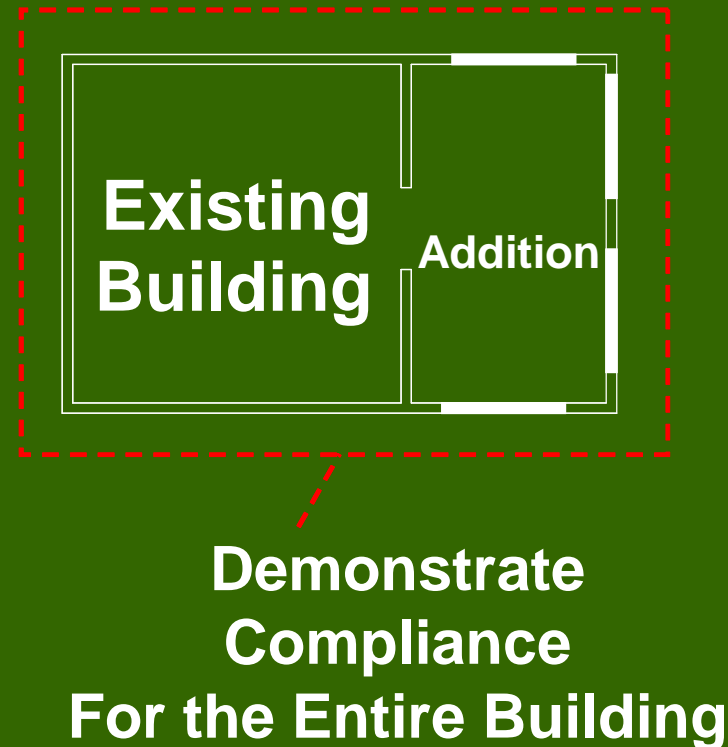 Existing
Building
Addition
Demonstrate
Compliance
For the Entire Building